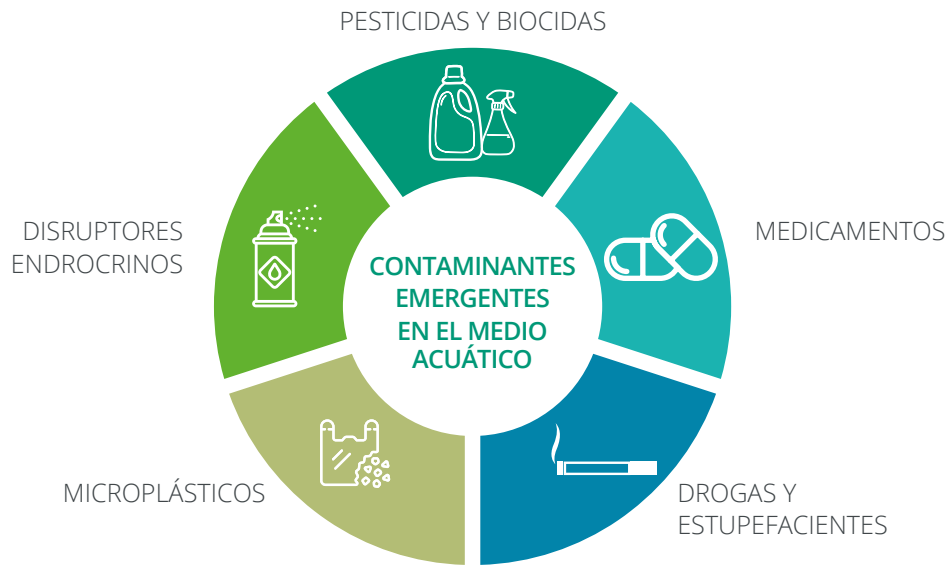 PESTICIDAS Y BIOCIDAS
DISRUPTORES
ENDROCRINOS
MEDICAMENTOS
CONTAMINANTES
EMERGENTES
EN EL MEDIO
ACUÁTICO
MICROPLÁSTICOS
DROGAS Y
ESTUPEFACIENTES